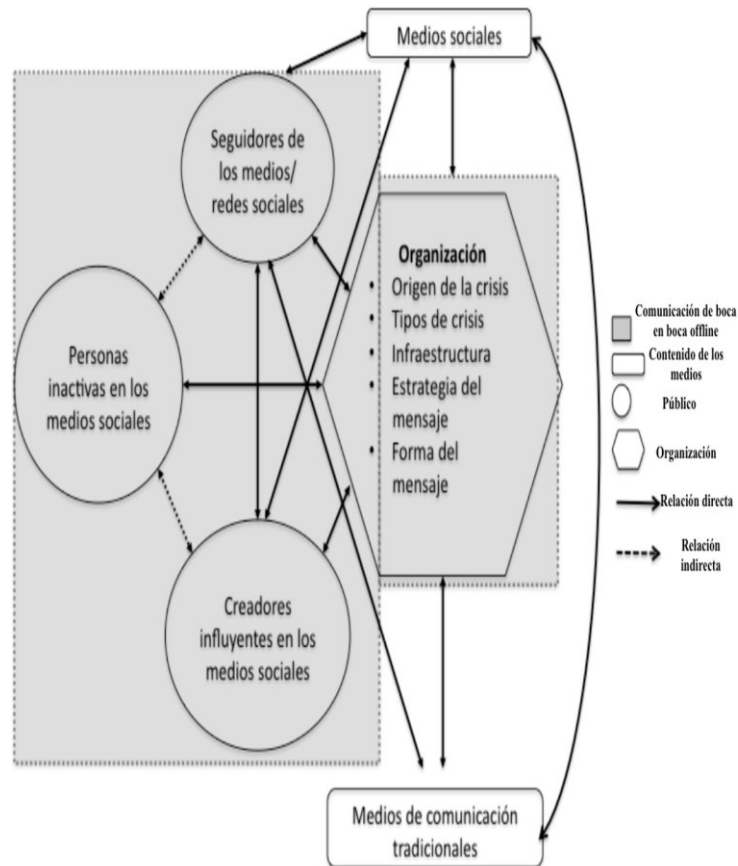 Medios sociales
Seguidores de
los medios/
redes sociales
Personas
inactivas en los
medios sociales
Creadores
influyentes en los
medios sociales
Organización
• Origen de la crisis
• Tipos de crisis
• Infraestructura
• Estrategia del
mensaje
• Forma del
mensaje
Medios de comunicación
tradicionales
Comunicación de boca
en boca offline
Contenido de los
medios
Público
Organización
Relación directa
Relación
indirecta